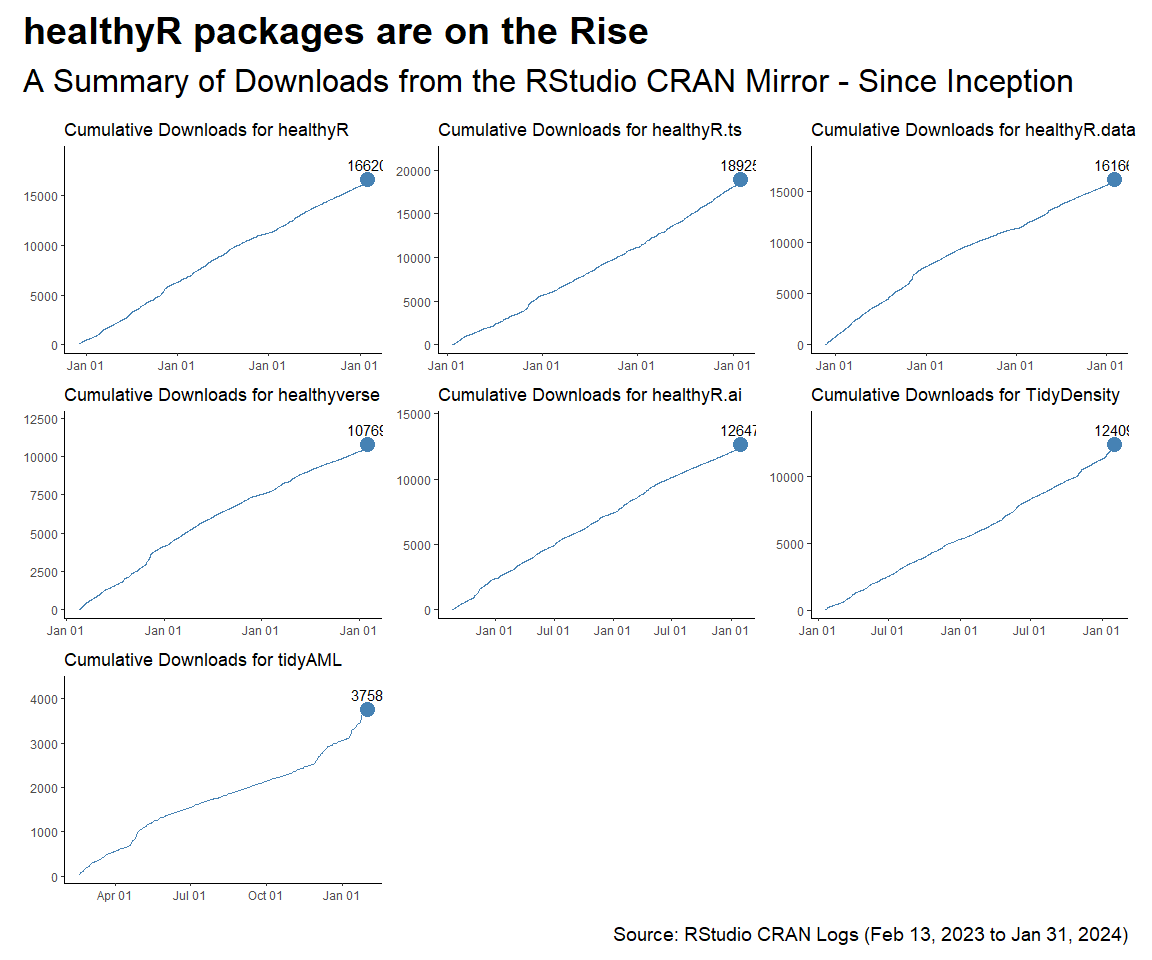 healthyR packages are on the Rise
A Summary of Downloads from the RStudio CRAN Mirror - Since Inception
Cumulative Downloads for healthyR
16620
15000
10000
5000
0
Jan 01 Jan 01 Jan 01 Jan 01
Cumulative Downloads for healthyR.ts
18925
20000
15000
10000
5000
0
Jan 01 Jan 01 Jan 01 Jan 01
Cumulative Downloads for healthyR.data
16166
15000
10000
5000
0
Jan 01 Jan 01 Jan 01 Jan 01
Cumulative Downloads for healthyverse
12500
10769
10000
7500
5000
2500
0
Jan 01 Jan 01 Jan 01 Jan 01
Cumulative Downloads for healthyR.ai
15000
12647
10000
5000
0
Jan 01 Jul 01 Jan 01 Jul 01 Jan 01
Cumulative Downloads for TidyDensity
12409
10000
5000
0
Jan 01 Jul 01 Jan 01 Jul 01 Jan 01
Cumulative Downloads for tidyAML
4000
3758
3000
2000
1000
0
Apr 01 Jul 01 Oct 01 Jan 01
Source: RStudio CRAN Logs (Feb 13, 2023 to Jan 31, 2024)